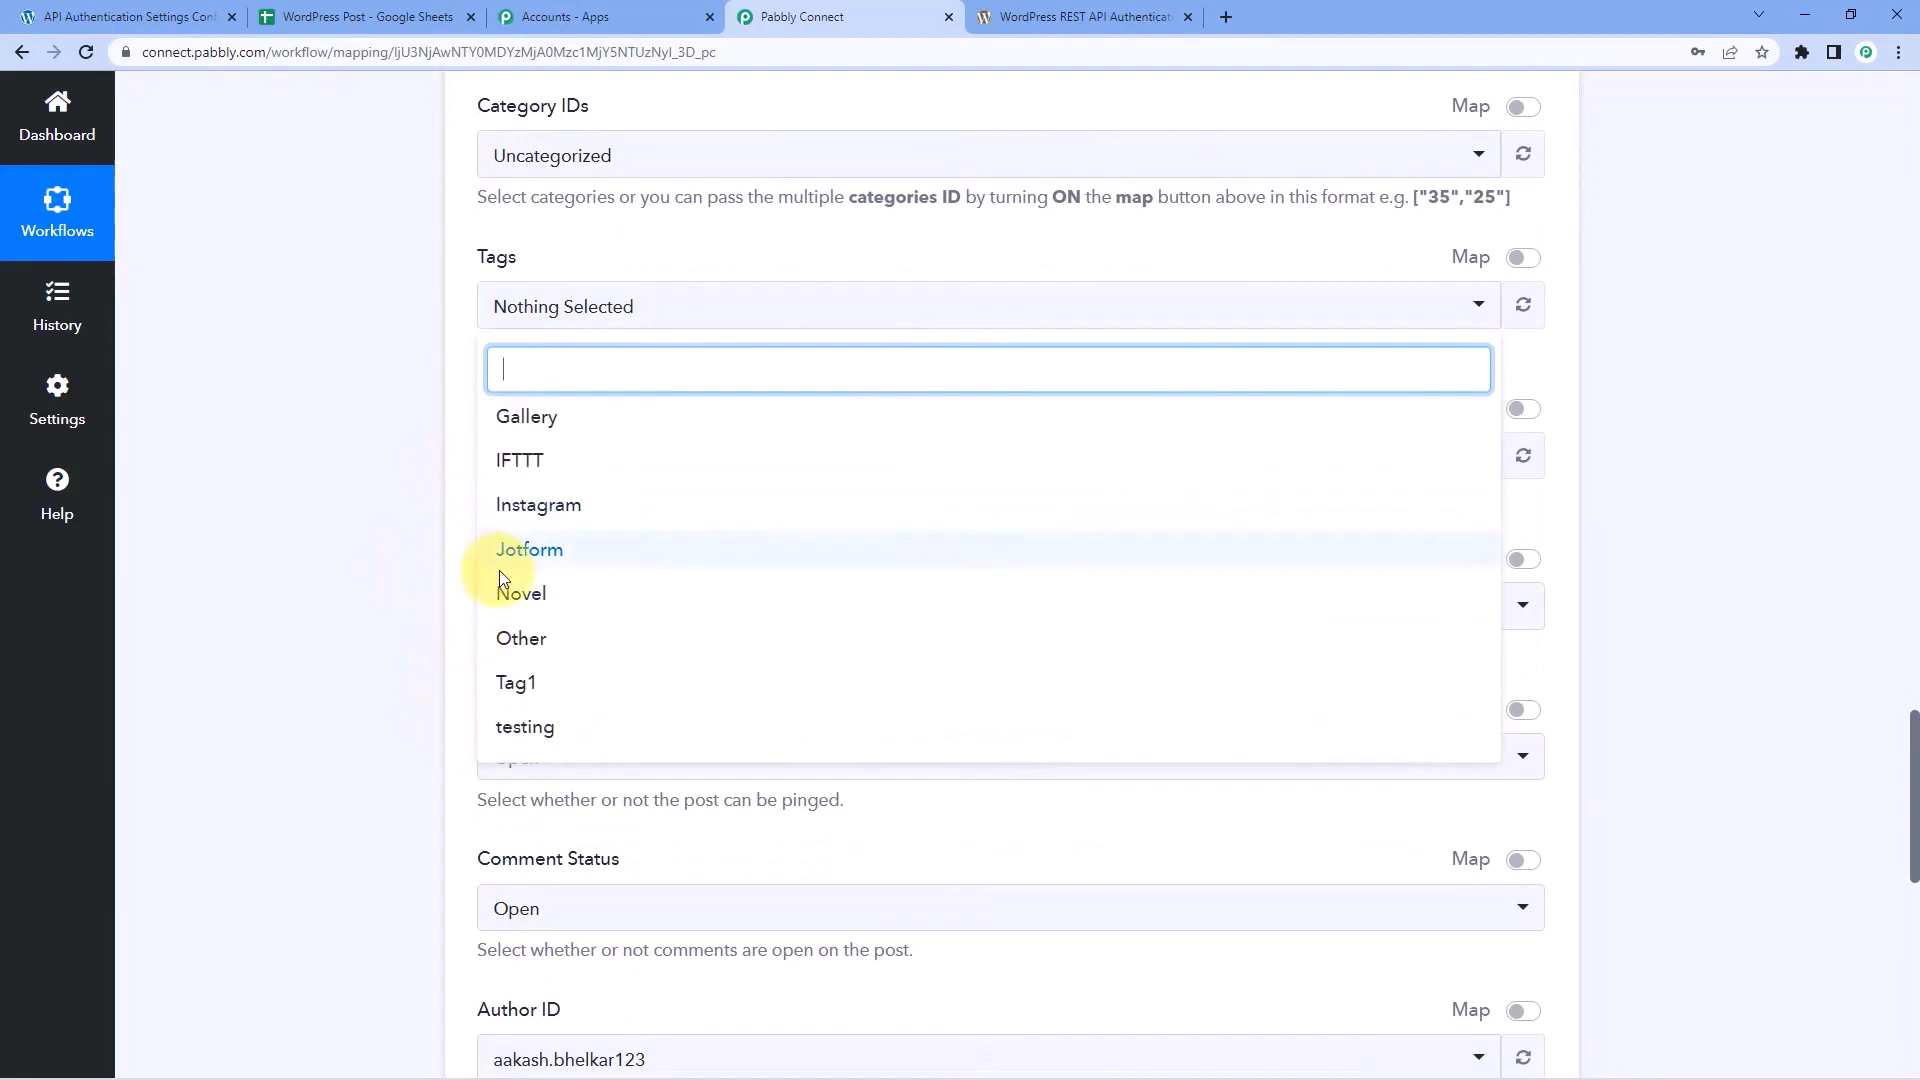 API Authentication Settings Conf
WordPress Post - Google Sheets
Accounts - Apps
Pabbly Connect
WordPress REST API Authenticat
connect.pabbly.com/workflow/mapping/IjU3NjAwNTY0MDYzMjA0Mzc1MjY5NTUzNyI_3D_pc
Dashboard
Workflows
History
Settings
Help
Category IDs
Map
Uncategorized
Select categories or you can pass the multiple categories ID by turning ON the map button above in this format e.g. ["35","25"]
Tags
Map
Nothing Selected
Gallery
IFTTT
Instagram
Jotform
Novel
Other
Tag1
testing
Open
Select whether or not the post can be pinged.
Comment Status
Map
Open
Select whether or not comments are open on the post.
Author ID
Map
aakash.bhelkar123